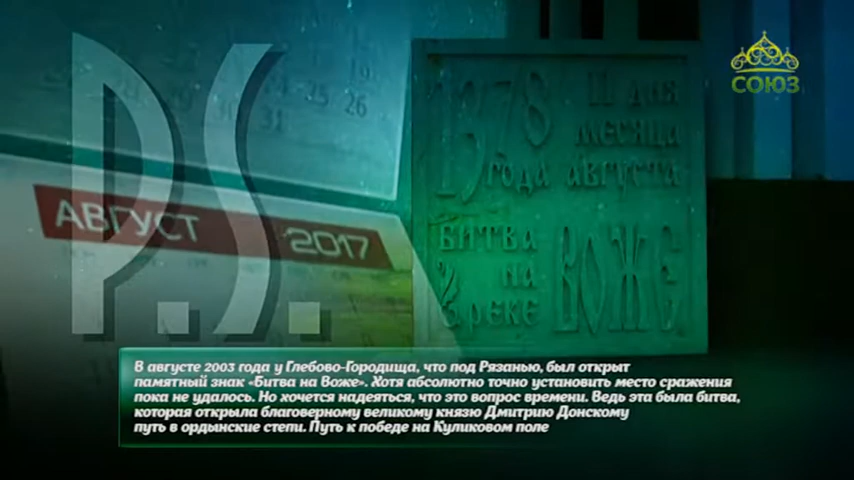 СОЮЗ
P.S.
24 25 26
31
АВГУСТ 2017
1378
года
11 дня
месяца
августа
БИТВА
на
реке
ВОЖЕ
В августе 2003 года у Глебово-Городища, что под Рязанью, был открыт
памятный знак «Битва на Воже». Хотя абсолютно точно установить место сражения
пока не удалось. Но хочется надеяться, что это вопрос времени. Ведь эта была битва,
которая открыла благоверному великому князю Дмитрию Донскому
путь в ордынские степи. Путь к победе на Куликовом поле